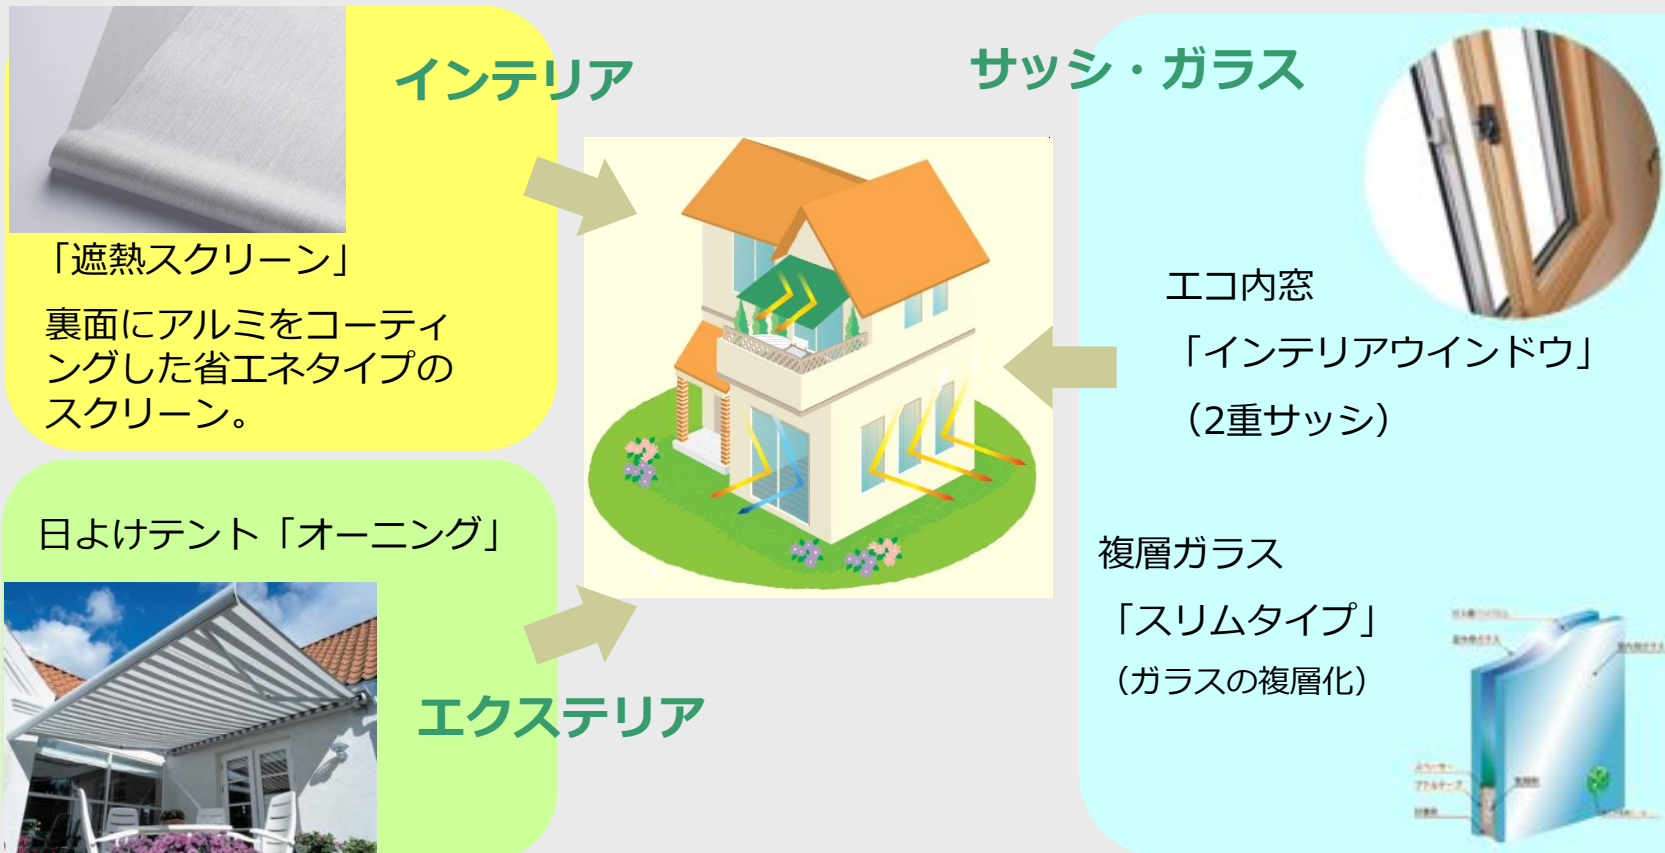 インテリア
「遮熱スクリーン」
裏面にアルミをコーティ
ングした省エネタイプの
スクリーン。
日よけテント「オーニング」
エクステリア
サッシ・ガラス
エコ内窓
「インテリアウインドウ」
（2重サッシ）
複層ガラス
「スリムタイプ」
（ガラスの複層化）
スペーサー